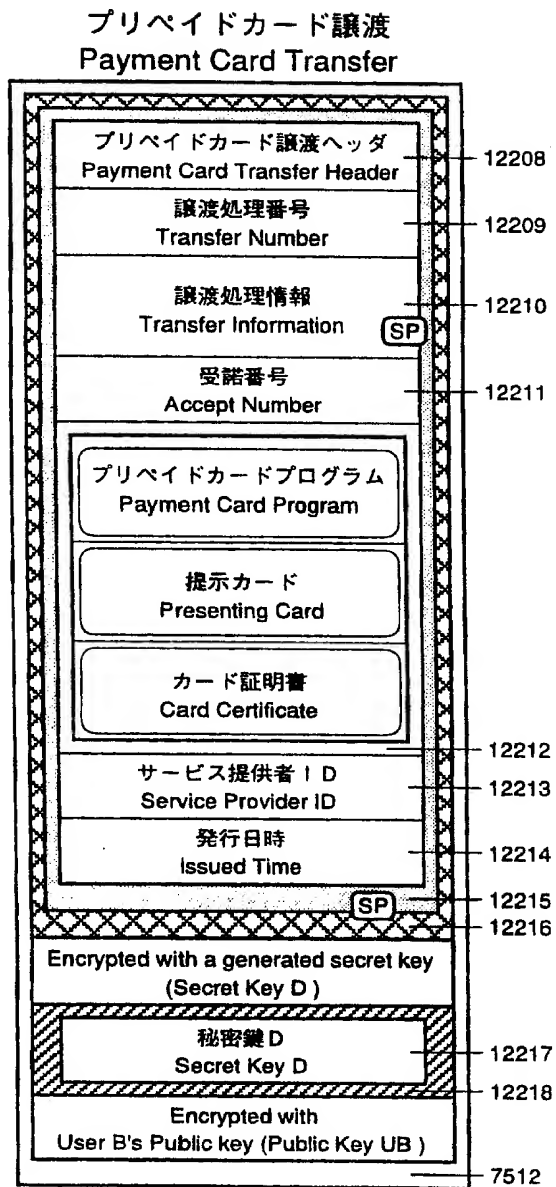 プリペイドカード譲渡
Payment Card Transfer
プリペイドカード譲渡ヘッダ
Payment Card Transfer Header
12208
譲渡処理番号
Transfer Number
12209
譲渡処理情報
Transfer Information
SP
12210
受諾番号
Accept Number
12211
プリペイドカードプログラム
Payment Card Program
提示カード
Presenting Card
カード証明書
Card Certificate
12212
サービス提供者ID
Service Provider ID
12213
発行日時
Issued Time
12214
SP
12215
12216
Encrypted with a generated secret key
(Secret Key D )
秘密鍵D
Secret Key D
12217
12218
Encrypted with
User B's Public key (Public Key UB )
7512